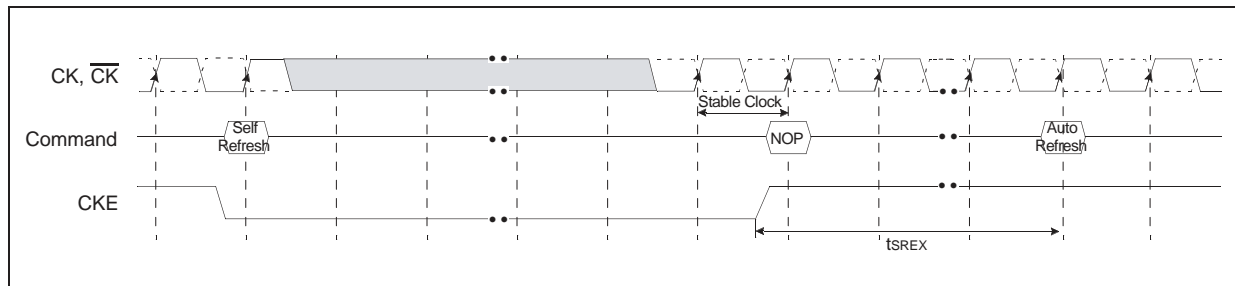 CK, CK
Stable Clock
Command
Self
Refresh
NOP
Auto
Refresh
CKE
tSREX